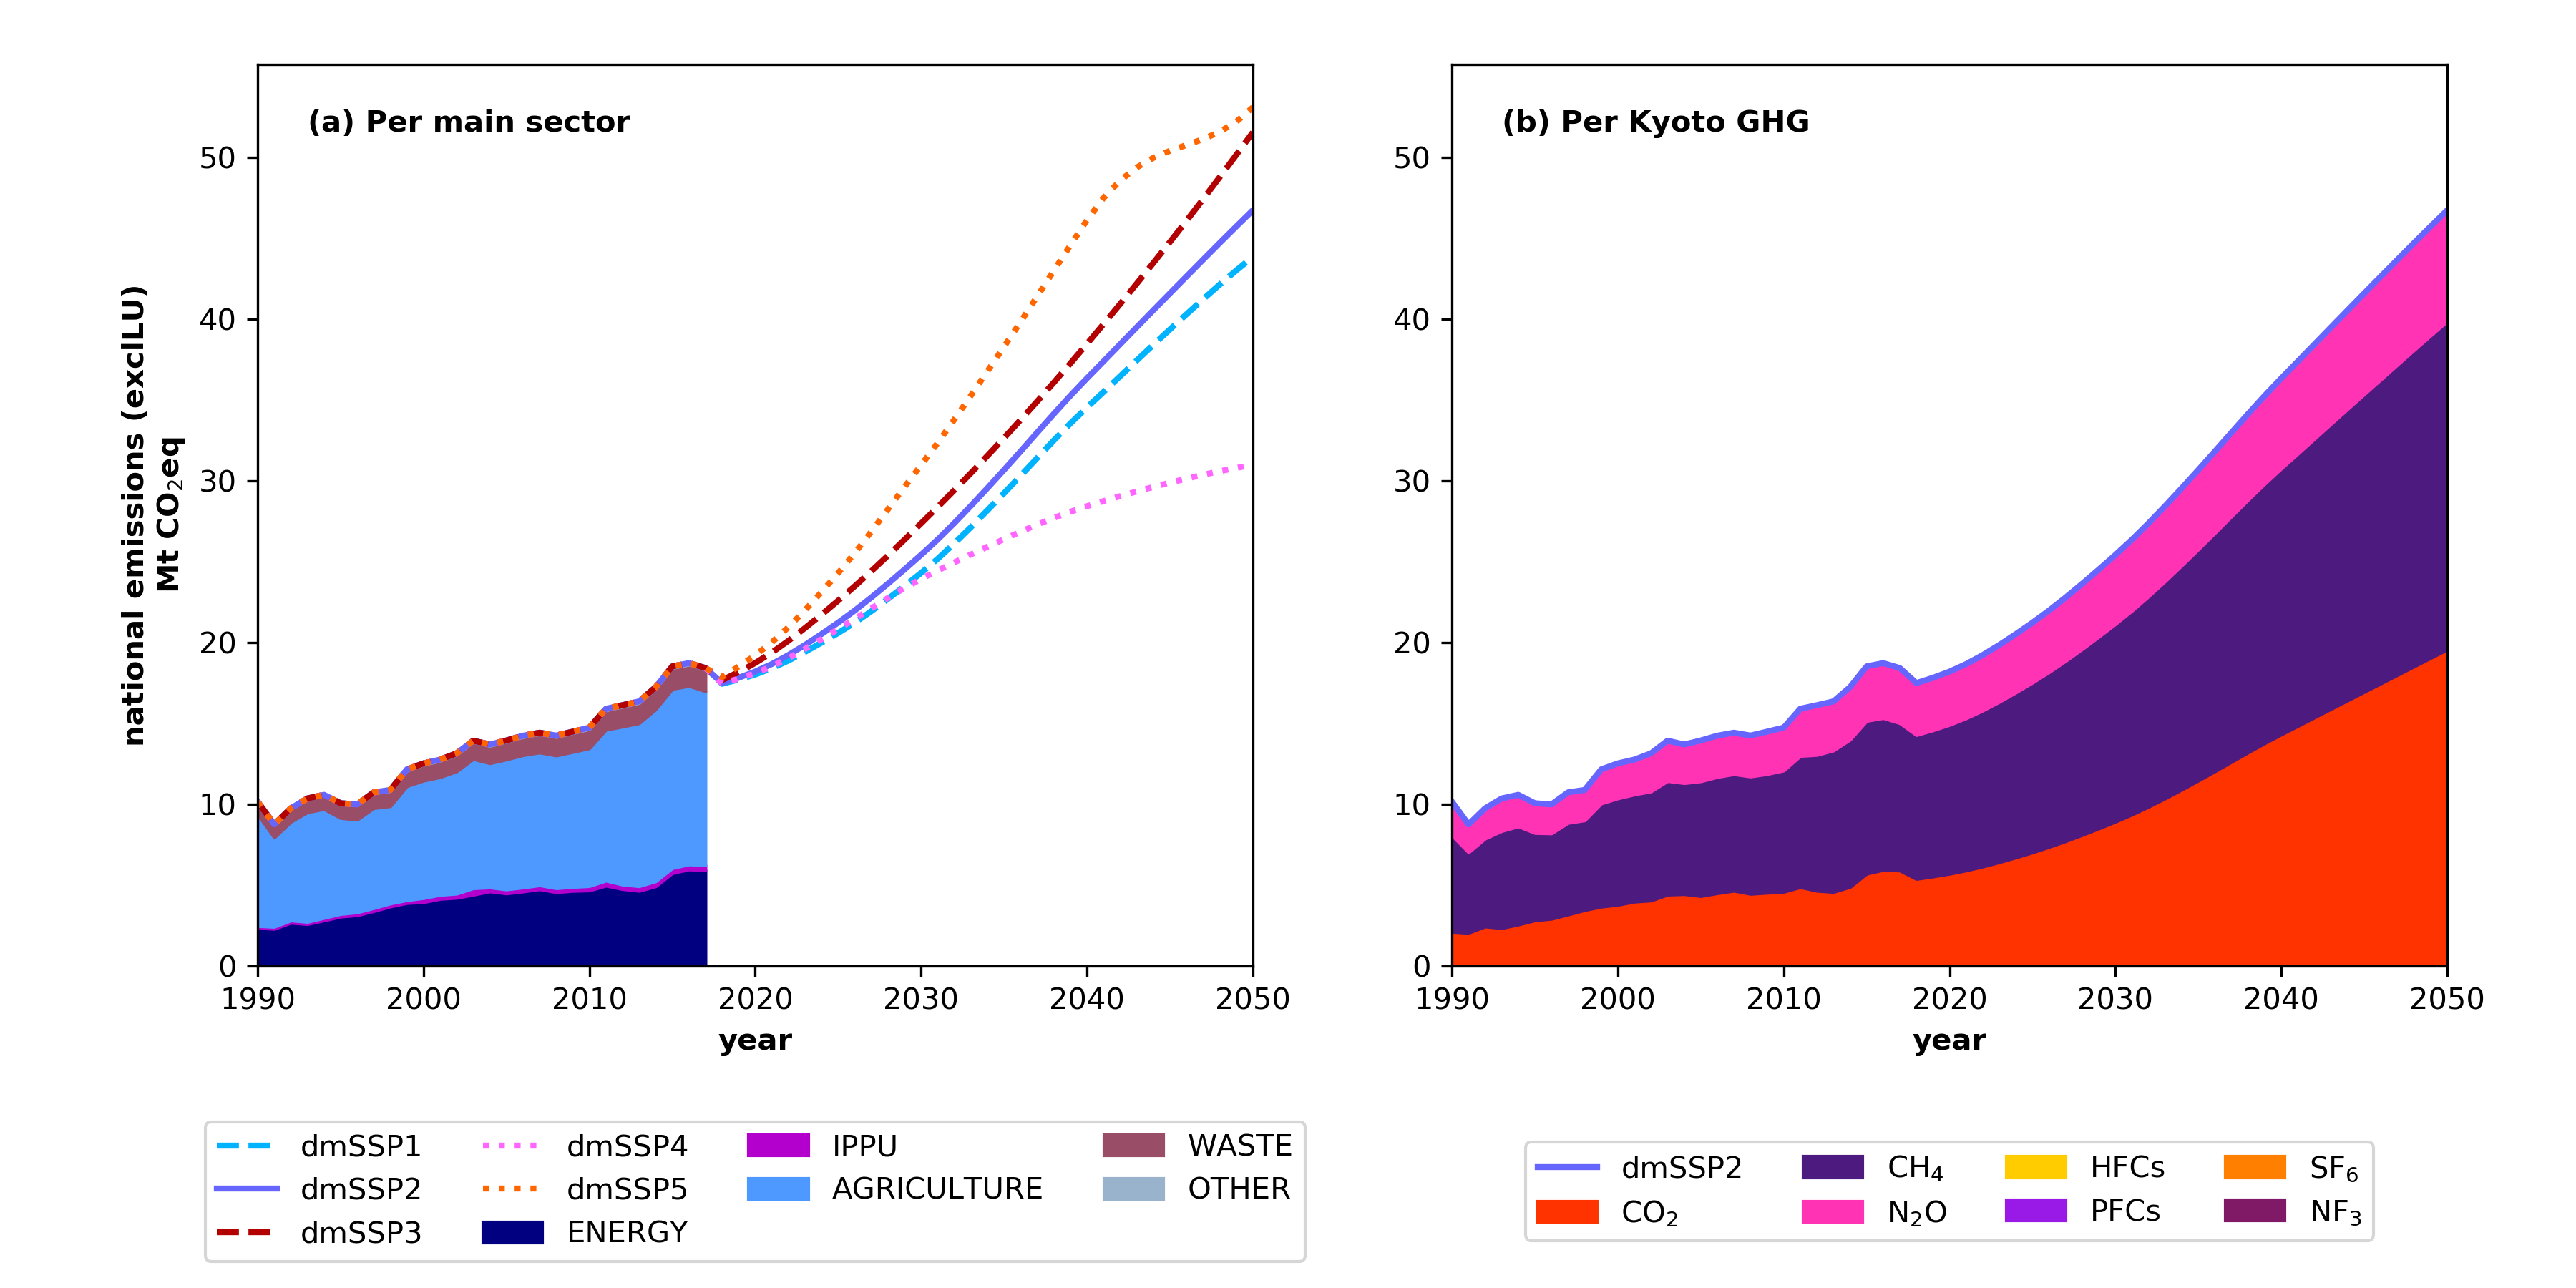 (a) Per main sector
national emissions (exclLU)
Mt CO₂eq
50
40
30
20
10
0
1990 2000 2010 2020 2030 2040 2050
year
dmSSP1 dmSSP4 IPPU WASTE
dmSSP2 dmSSP5 AGRICULTURE OTHER
dmSSP3 ENERGY
(b) Per Kyoto GHG
50
40
30
20
10
0
1990 2000 2010 2020 2030 2040 2050
year
dmSSP2 CH₄ HFCs SF₆
CO₂ N₂O PFCs NF₃